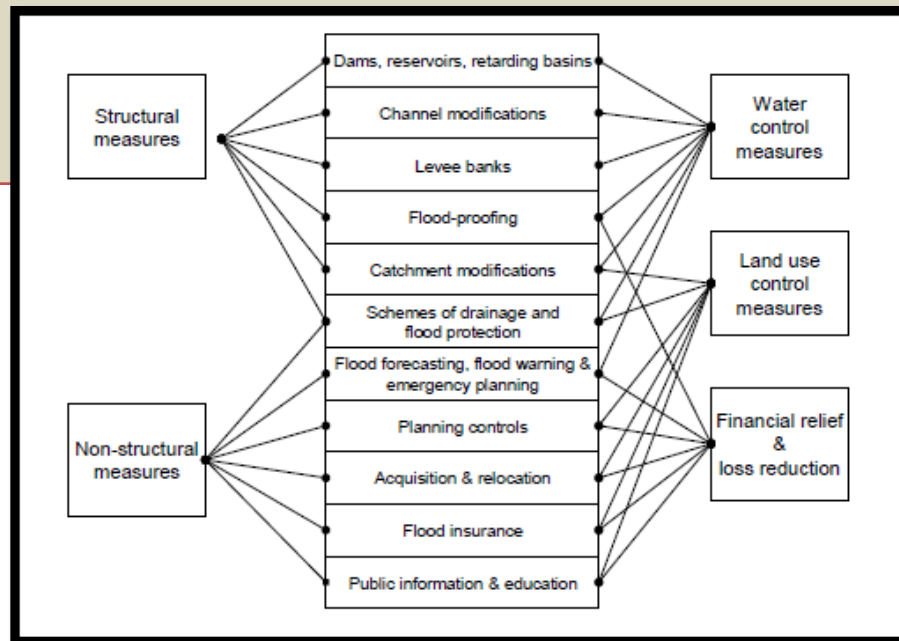 Structural
measures
Non-structural
measures
Dams, reservoirs, retarding basins
Channel modifications
Levee banks
Flood-proofing
Catchment modifications
Schemes of drainage and
flood protection
Flood forecasting, flood warning &
emergency planning
Planning controls
Acquisition & relocation
Flood insurance
Public information & education
Water
control
measures
Land use
control
measures
Financial relief
&
loss reduction